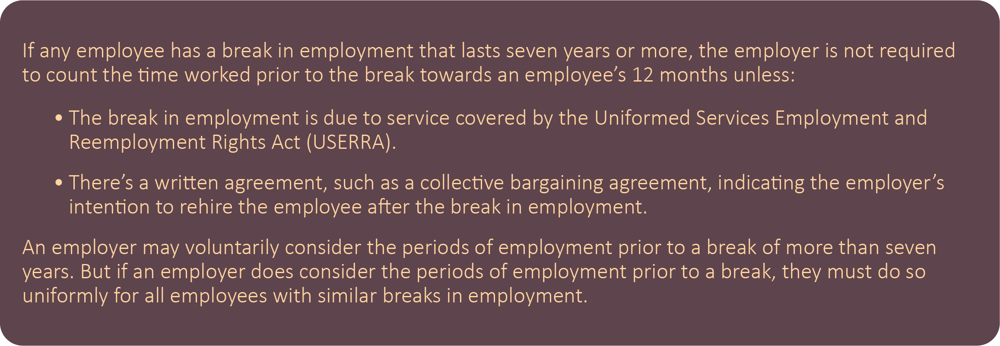 If any employee has a break in employment that lasts seven years or more, the employer is not required
to count the time worked prior to the break towards an employee’s 12 months unless:
• The break in employment is due to service covered by the Uniformed Services Employment and
Reemployment Rights Act (USERRA).
• There’s a written agreement, such as a collective bargaining agreement, indicating the employer’s
intention to rehire the employee after the break in employment.
An employer may voluntarily consider the periods of employment prior to a break of more than seven
years. But if an employer does consider the periods of employment prior to a break, they must do so
uniformly for all employees with similar breaks in employment.